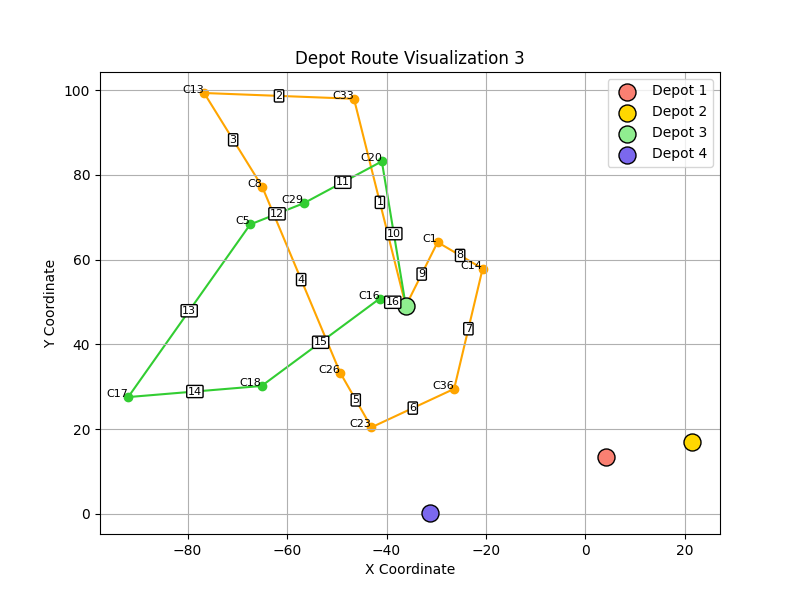 Depot Route Visualization 3
Depot 1
Depot 2
Depot 3
Depot 4
C13
2
C33
3
C20
11
C8
C29
1
12
C5
10
C1
8
C14
9
4
C16
16
13
7
15
C26
C36
C18
14
C17
5
6
C23
100
80
60
40
20
0
Y Coordinate
−80
−60
−40
−20
0
20
X Coordinate